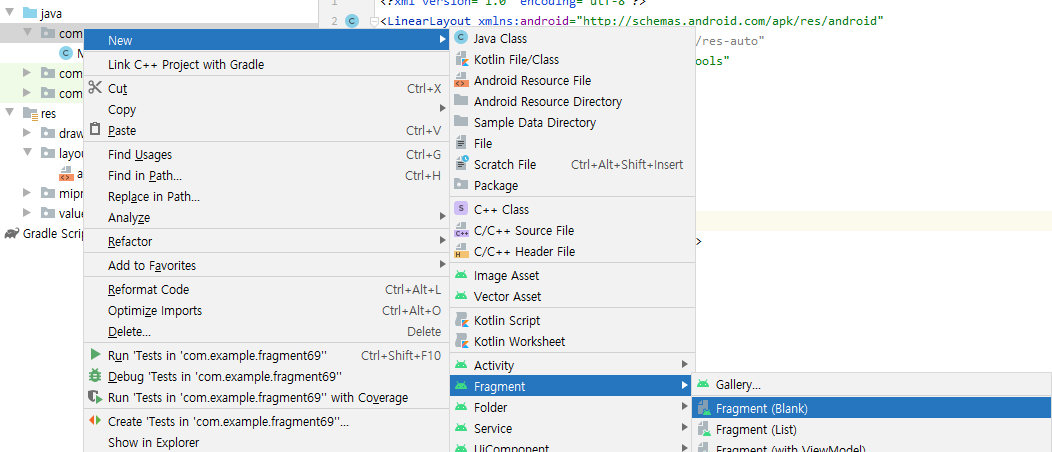 java
com
M
com
com
res
draw
layou
a
mipr
value
Gradle Scrip
1
2
<?xml version="1.0" encoding="utf-8"?>
<LinearLayout xmlns:android="http://schemas.android.com/apk/res/android"
/res-auto"
ools"
>
New
Link C++ Project with Gradle
Cut Ctrl+X
Copy
Paste Ctrl+V
Find Usages Ctrl+G
Find in Path... Ctrl+H
Replace in Path...
Analyze
Refactor
Add to Favorites
Reformat Code Ctrl+Alt+L
Optimize Imports Ctrl+Alt+O
Delete... Delete
Run 'Tests in 'com.example.fragment69'' Ctrl+Shift+F10
Debug 'Tests in 'com.example.fragment69''
Run 'Tests in 'com.example.fragment69'' with Coverage
Create 'Tests in 'com.example.fragment69''...
Show in Explorer
Java Class
Kotlin File/Class
Android Resource File
Android Resource Directory
Sample Data Directory
File
Scratch File Ctrl+Alt+Shift+Insert
Package
C++ Class
C/C++ Source File
C/C++ Header File
Image Asset
Vector Asset
Kotlin Script
Kotlin Worksheet
Activity
Fragment
Folder
Service
UiComponent
Gallery...
Fragment (Blank)
Fragment (List)
Fragment (with ViewModel)